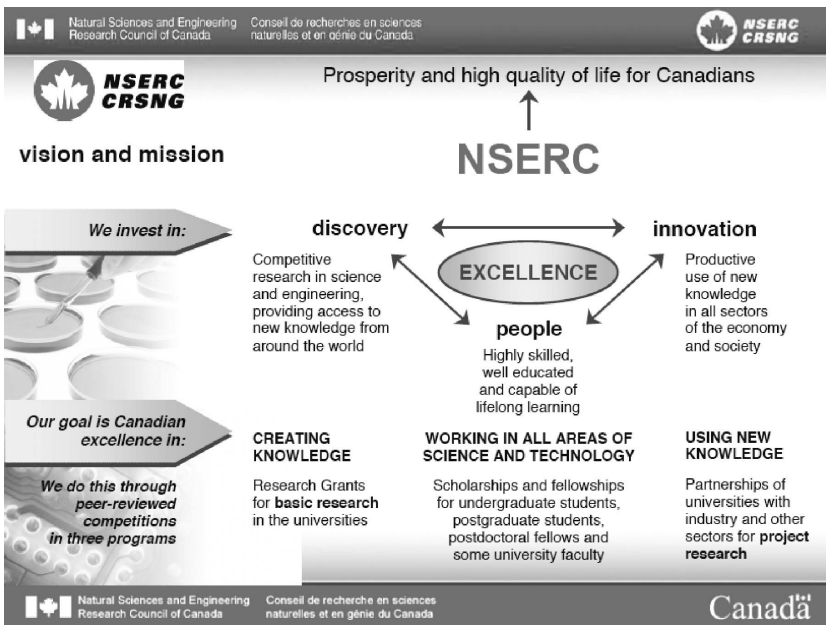 Natural Sciences and Engineering
Research Council of Canada
Conseil de recherches en sciences
naturelles et en génie du Canada
NSERC
CRSNG
NSERC
CRSNG
Prosperity and high quality of life for Canadians
vision and mission
NSERC
We invest in:
discovery
innovation
Competitive
research in science
and engineering,
providing access to
new knowledge from
around the world
EXCELLENCE
people
Highly skilled,
well educated
and capable of
lifelong learning
Productive
use of new
knowledge
in all sectors
of the economy
and society
Our goal is Canadian
excellence in:
CREATING
KNOWLEDGE
WORKING IN ALL AREAS OF
SCIENCE AND TECHNOLOGY
USING NEW
KNOWLEDGE
We do this through
peer-reviewed
competitions
in three programs
Research Grants
for basic research
in the universities
Scholarships and fellowships
for undergraduate students,
postgraduate students,
postdoctoral fellows and
some university faculty
Partnerships of
universities with
industry and other
sectors for project
research
Natural Sciences and Engineering
Research Council of Canada
Conseil de recherche en sciences
naturelles et en génie du Canada
Canada